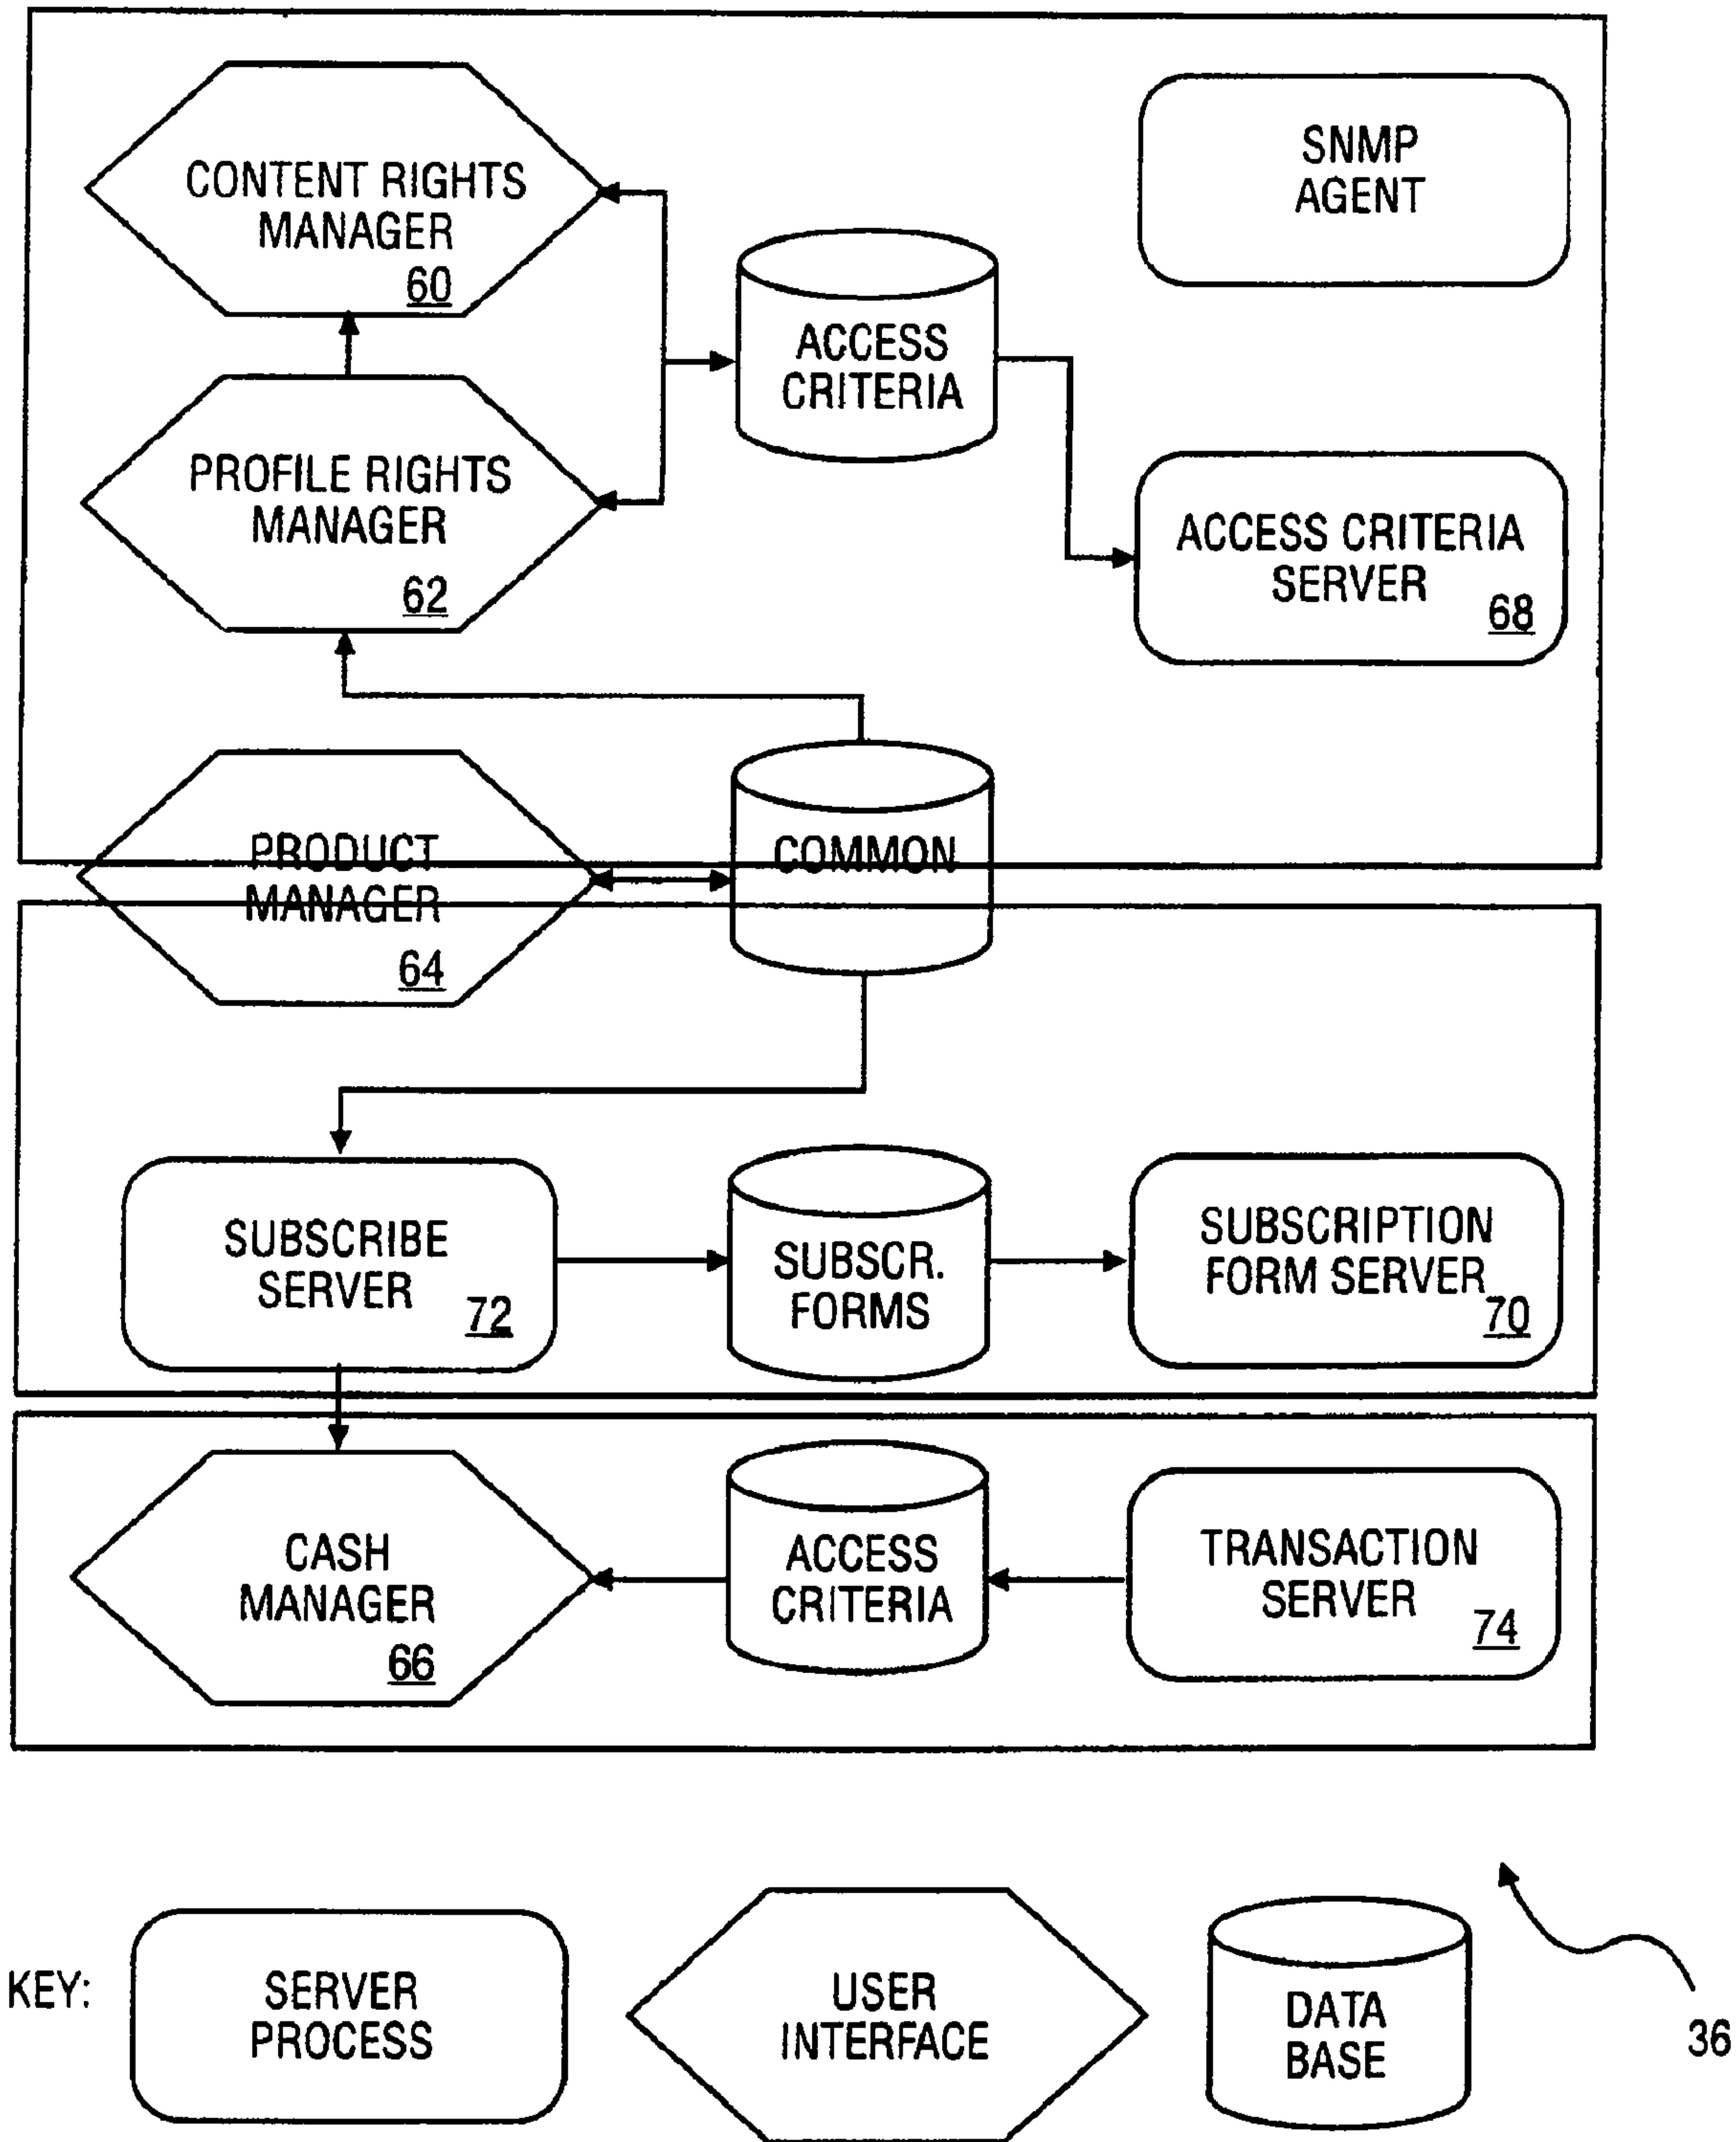 CONTENT RIGHTS
MANAGER
60
SNMP
AGENT
ACCESS
CRITERIA
PROFILE RIGHTS
MANAGER
62
ACCESS CRITERIA
SERVER
68
PRODUCT
MANAGER
64
COMMON
SUBSCRIBE
SERVER
72
SUBSCR.
FORMS
SUBSCRIPTION
FORM SERVER
70
CASH
MANAGER
66
ACCESS
CRITERIA
TRANSACTION
SERVER
74
KEY:
SERVER
PROCESS
USER
INTERFACE
DATA
BASE
36